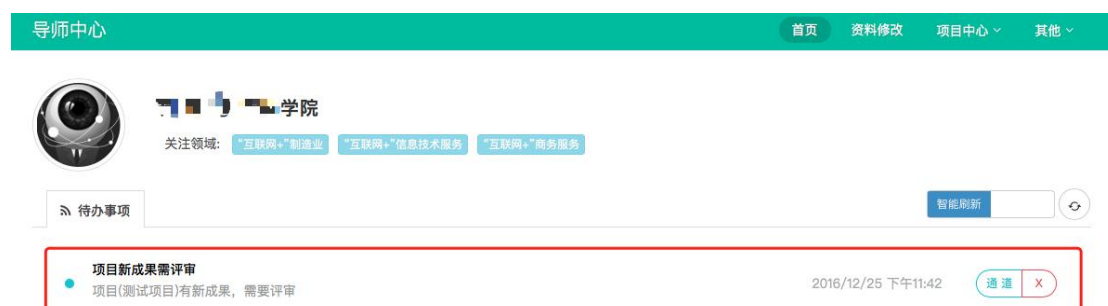 导师中心 首页 资料修改 项目中心 其他
学院
关注领域: "互联网+"制造业 "互联网+"信息技术服务 "互联网+"商务服务
待办事项 智能刷新
项目新成果需评审
项目(测试项目)有新成果，需要评审 2016/12/25 下午11:42 通道 X